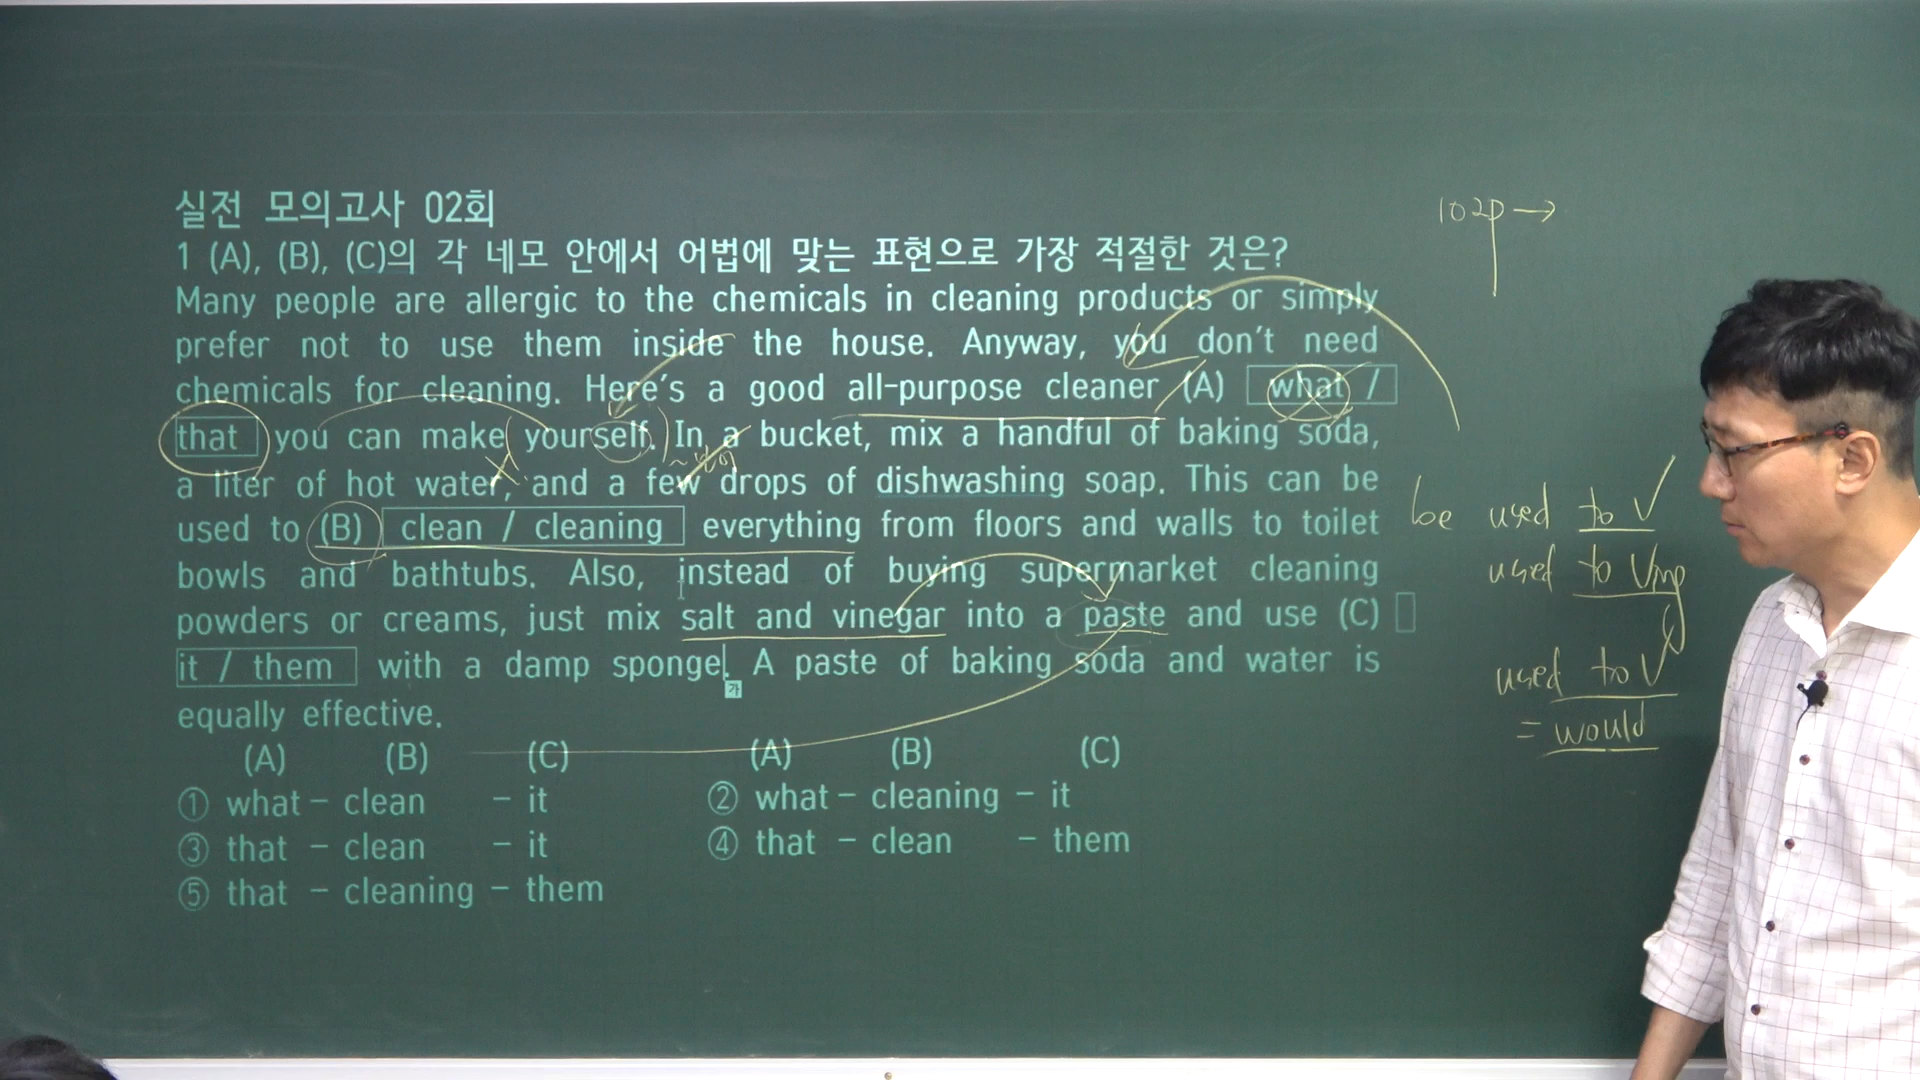 실전 모의고사 02회
1 (A), (B), (C)의 각 네모 안에서 어법에 맞는 표현으로 가장 적절한 것은?
Many people are allergic to the chemicals in cleaning products or simply
prefer not to use them inside the house. Anyway, you don't need
chemicals for cleaning. Here's a good all-purpose cleaner (A) what /
that you can make yourself. In a bucket, mix a handful of baking soda,
a liter of hot water, and a few drops of dishwashing soap. This can be
used to (B) clean / cleaning everything from floors and walls to toilet
bowls and bathtubs. Also, instead of buying supermarket cleaning
powders or creams, just mix salt and vinegar into a paste and use (C)
it / them with a damp sponge. A paste of baking soda and water is
equally effective.
(A) (B) (C) (A) (B) (C)
① what – clean – it ② what – cleaning – it
③ that – clean – it ④ that – clean – them
⑤ that – cleaning – them
102p →
be used to V
used to Ving
used to V
= would